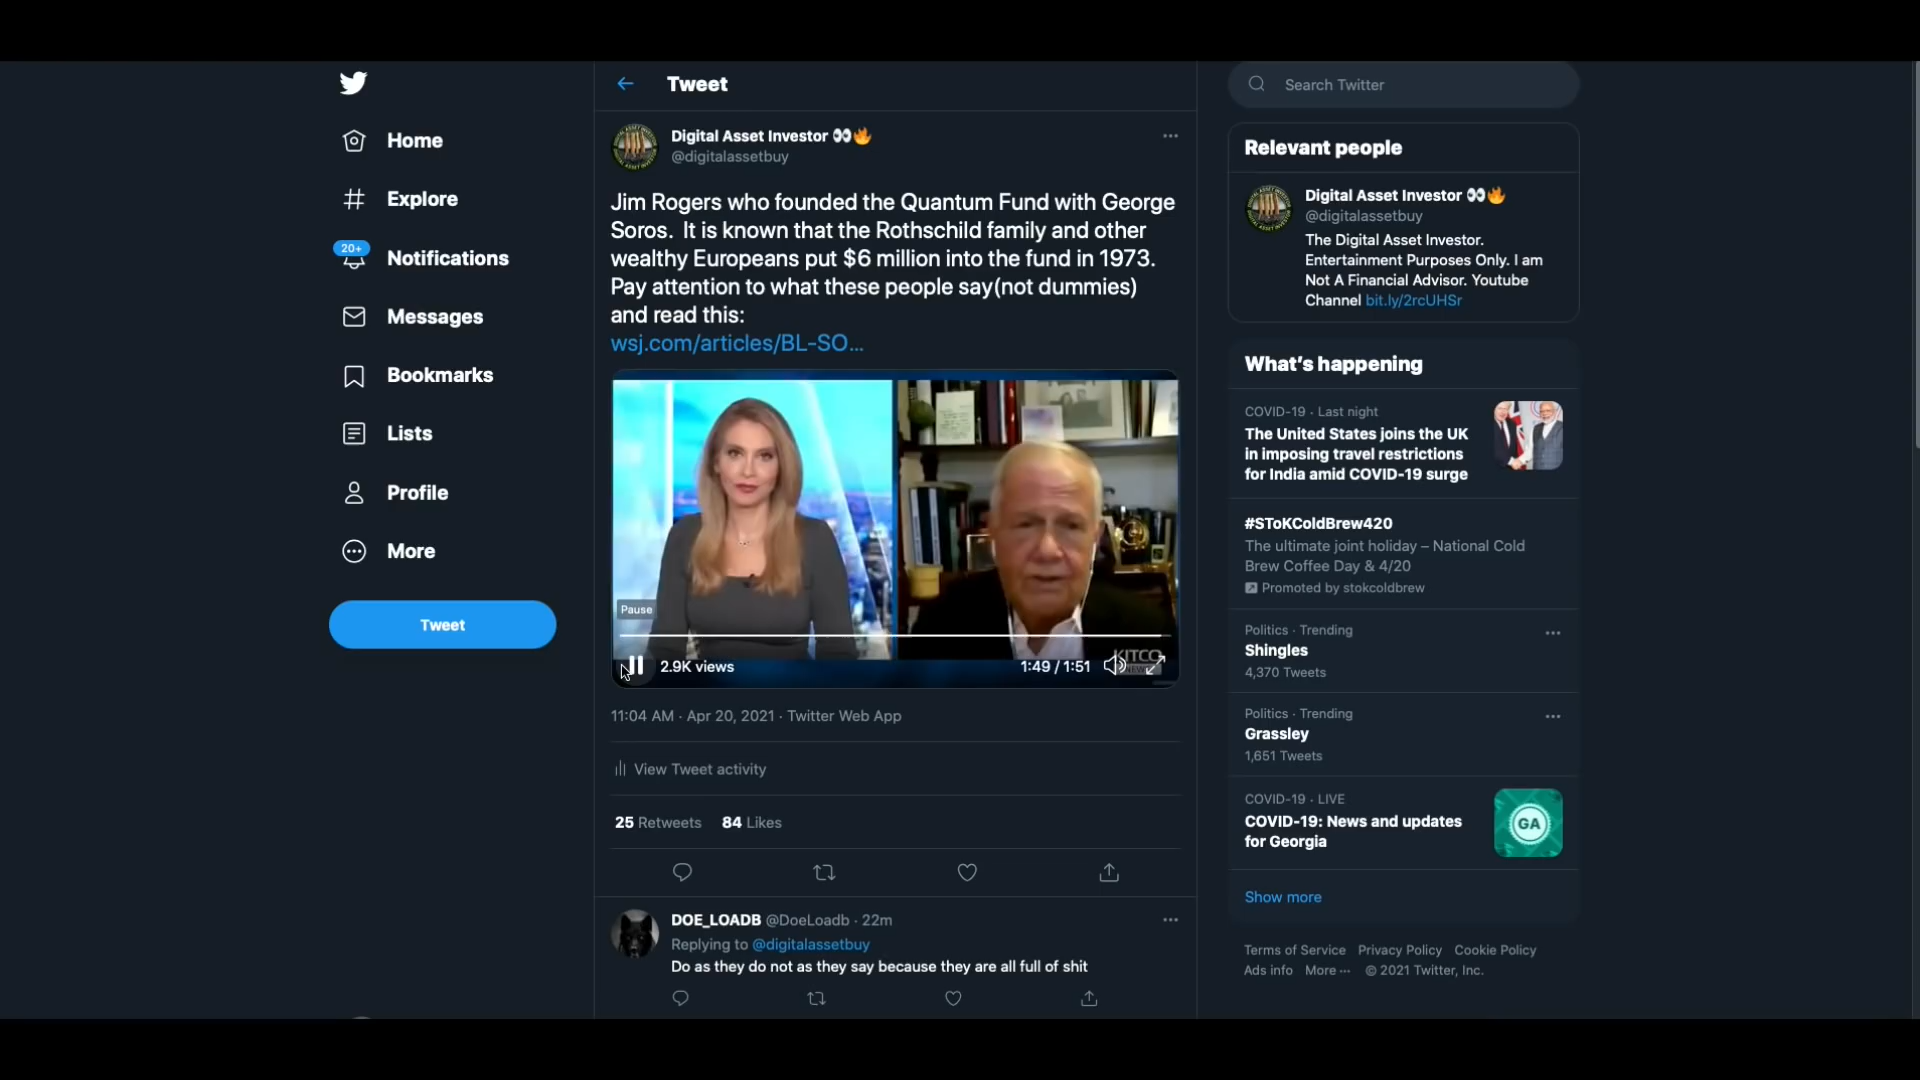 Home
Explore
20+
Notifications
Messages
Bookmarks
Lists
Profile
More
Tweet
Tweet
Digital Asset Investor 👀🔥
@digitalassetbuy
Jim Rogers who founded the Quantum Fund with George
Soros.  It is known that the Rothschild family and other
wealthy Europeans put $6 million into the fund in 1973.
Pay attention to what these people say(not dummies)
and read this:
wsj.com/articles/BL-SO...
Pause
2.9K views
1:49 / 1:51
KITCO
11:04 AM · Apr 20, 2021 · Twitter Web App
View Tweet activity
25 Retweets 84 Likes
DOE_LOADB @DoeLoadb · 22m
Replying to @digitalassetbuy
Do as they do not as they say because they are all full of shit
Search Twitter
Relevant people
Digital Asset Investor 👀🔥
@digitalassetbuy
The Digital Asset Investor.
Entertainment Purposes Only. I am
Not A Financial Advisor. Youtube
Channel bit.ly/2rcUHSr
What's happening
COVID-19 · Last night
The United States joins the UK
in imposing travel restrictions
for India amid COVID-19 surge
#SToKColdBrew420
The ultimate joint holiday – National Cold
Brew Coffee Day & 4/20
Promoted by stokcoldbrew
Politics · Trending
Shingles
4,370 Tweets
Politics · Trending
Grassley
1,651 Tweets
COVID-19 · LIVE
COVID-19: News and updates
for Georgia
GA
Show more
Terms of Service Privacy Policy Cookie Policy
Ads info More ··· © 2021 Twitter, Inc.